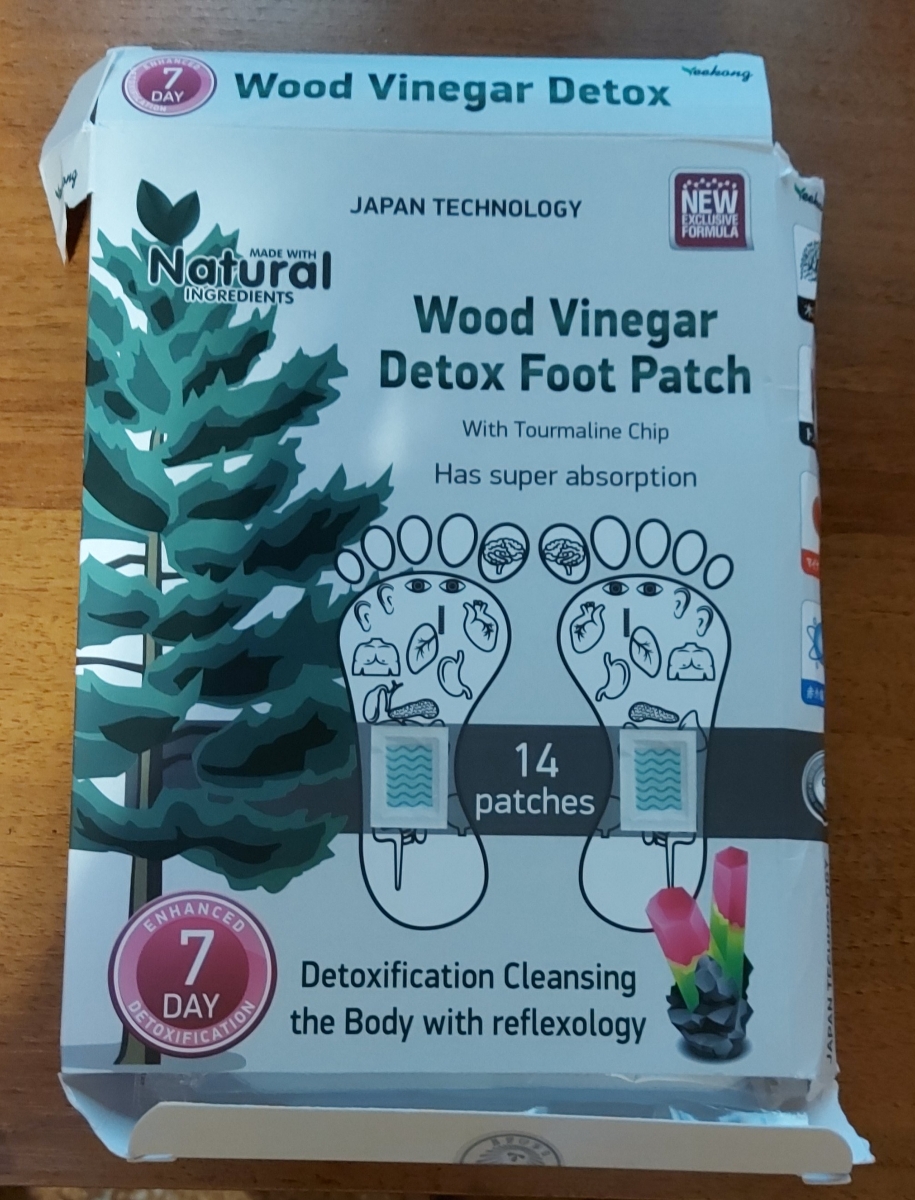 ENHANCED
7
DAY
Wood Vinegar Detox
Yeekong
JAPAN TECHNOLOGY
NEW
EXCLUSIVE
FORMULA
MADE WITH
Natural
INGREDIENTS
Wood Vinegar
Detox Foot Patch
With Tourmaline Chip
Has super absorption
14
patches
ENHANCED
7
DAY
DETOXIFICATION
Detoxification Cleansing
the Body with reflexology
JAPAN TECHNOLOGY